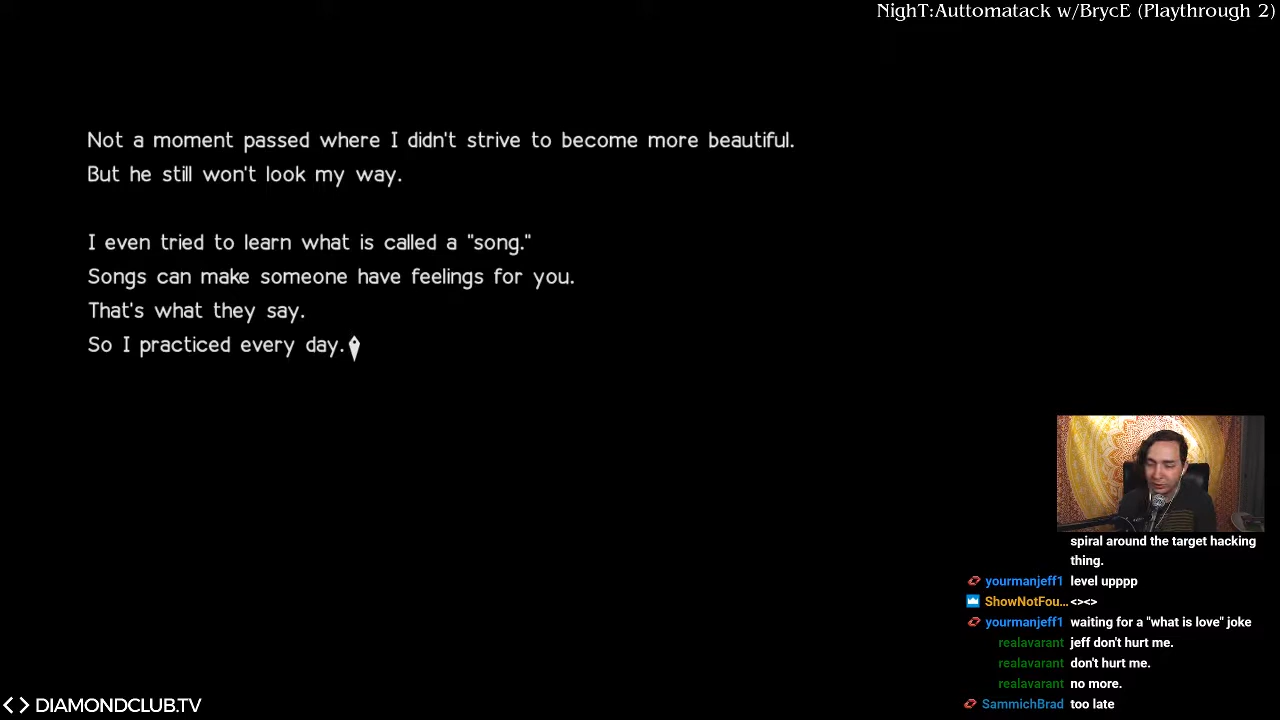 NighT:Auttomatack w/BrycE (Playthrough 2)
Not a moment passed where I didn't strive to become more beautiful.
But he still won't look my way.
I even tried to learn what is called a "song."
Songs can make someone have feelings for you.
That's what they say.
So I practiced every day.
spiral around the target hacking
thing.
yourmanjeff1 level upppp
ShowNotFou... <><>
yourmanjeff1 waiting for a "what is love" joke
realavarant jeff don't hurt me.
realavarant don't hurt me.
realavarant no more.
SammichBrad too late
<> DIAMONDCLUB.TV